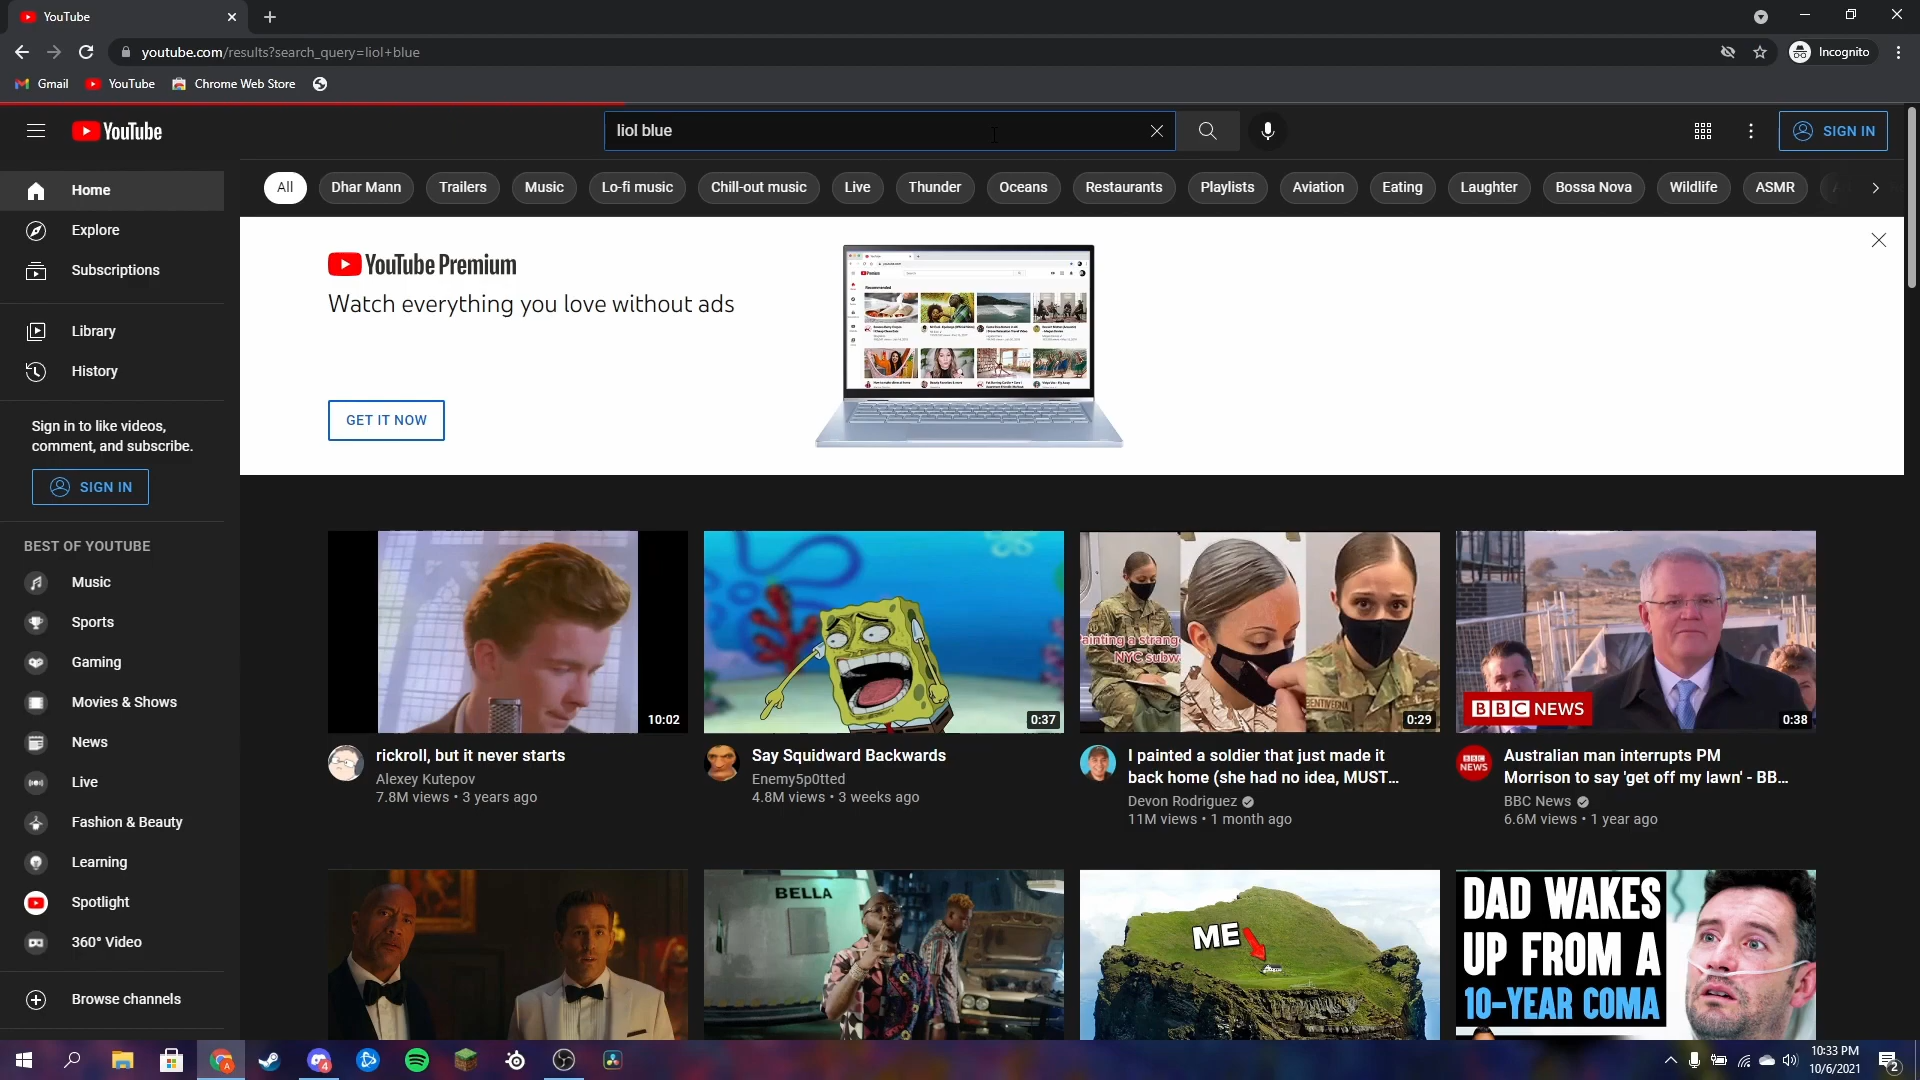 YouTube
youtube.com/results?search_query=liol+blue
Incognito
Gmail
YouTube
Chrome Web Store
YouTube
liol blue
SIGN IN
Home
Explore
Subscriptions
Library
History
Sign in to like videos,
comment, and subscribe.
SIGN IN
BEST OF YOUTUBE
Music
Sports
Gaming
Movies & Shows
News
Live
Fashion & Beauty
Learning
Spotlight
360° Video
Browse channels
All
Dhar Mann
Trailers
Music
Lo-fi music
Chill-out music
Live
Thunder
Oceans
Restaurants
Playlists
Aviation
Eating
Laughter
Bossa Nova
Wildlife
ASMR
YouTube Premium
Watch everything you love without ads
GET IT NOW
10:02
rickroll, but it never starts
Alexey Kutepov
7.8M views • 3 years ago
0:37
Say Squidward Backwards
Enemy5p0tted
4.8M views • 3 weeks ago
0:29
I painted a soldier that just made it
back home (she had no idea, MUST...
Devon Rodriguez
11M views • 1 month ago
BBC NEWS
0:38
BBC
NEWS
Australian man interrupts PM
Morrison to say 'get off my lawn' - BB...
BBC News
6.6M views • 1 year ago
BELLA
ME
DAD WAKES
UP FROM A
10-YEAR COMA
4
10:33 PM
10/6/2021
2